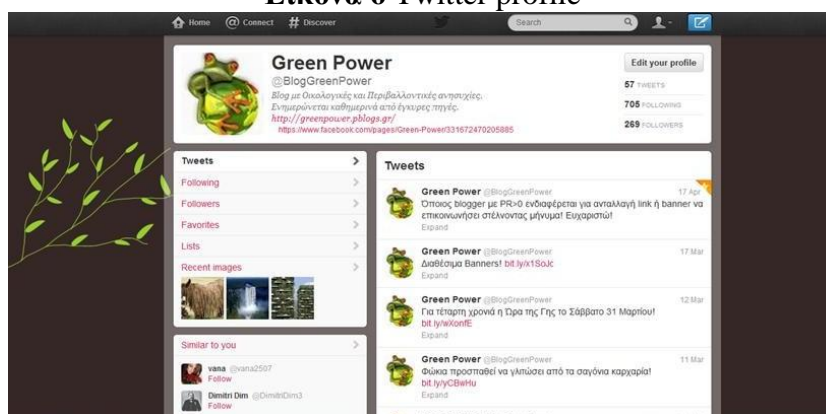 Εικόνα 6 Twitter profile
Home @ Connect # Discover
Search
Green Power
@BlogGreenPower
Blog με Οικολογικές και Περιβαλλοντικές ανησυχίες.
Ενημερώνεται καθημερινά από έγκυρες πηγές.
http://greenpower.pblogs.gr/
https://www.facebook.com/pages/Green-Power/331672470205885
Edit your profile
57 TWEETS
705 FOLLOWING
269 FOLLOWERS
Tweets
Following
Followers
Favorites
Lists
Recent images
Similar to you
vana @vana2507
Follow
Dimitri Dim @DimitriDim3
Follow
Tweets
Green Power @BlogGreenPower 17 Apr
Όποιος blogger με PR>0 ενδιαφέρεται για ανταλλαγή link ή banner να
επικοινωνήσει στέλνοντας μήνυμα! Ευχαριστώ!
Expand
Green Power @BlogGreenPower 17 Mar
Διαθέσιμα Banners! bit.ly/x1SoJc
Expand
Green Power @BlogGreenPower 12 Mar
Για τέταρτη χρονιά η Ώρα της Γης το Σάββατο 31 Μαρτίου!
bit.ly/wXonfE
Expand
Green Power @BlogGreenPower 11 Mar
Φώκια προσπαθεί να γλιτώσει από τα σαγόνια καρχαρία!
bit.ly/yCBwHu
Expand